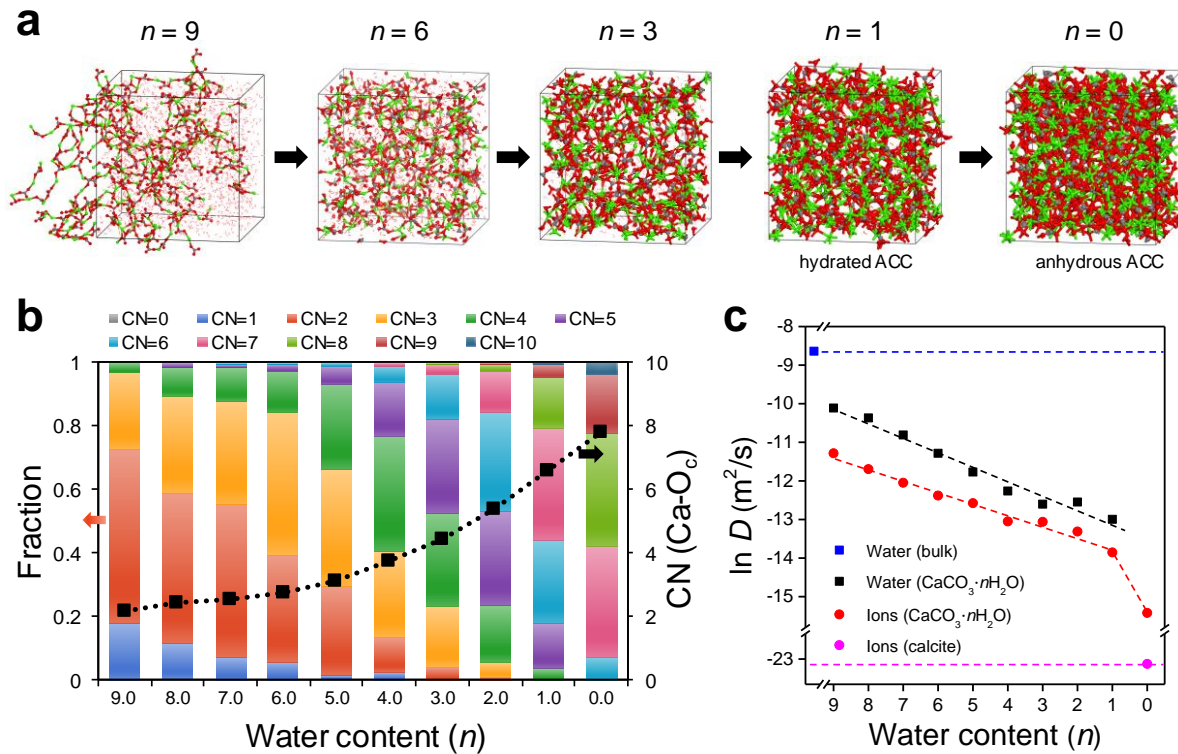 a
n = 9
n = 6
n = 3
n = 1
n = 0
hydrated ACC
anhydrous ACC
b
CN=0 CN=1 CN=2 CN=3 CN=4 CN=5
CN=6 CN=7 CN=8 CN=9 CN=10
Fraction
1
0.8
0.6
0.4
0.2
0
10
8
6
4
2
0
CN (Ca-Oc)
9.0 8.0 7.0 6.0 5.0 4.0 3.0 2.0 1.0 0.0
Water content (n)
c
ln D (m²/s)
-8
-9
-10
-11
-12
-13
-14
-15
-23
Water (bulk)
Water (CaCO₃·nH₂O)
Ions (CaCO₃·nH₂O)
Ions (calcite)
9 8 7 6 5 4 3 2 1 0
Water content (n)